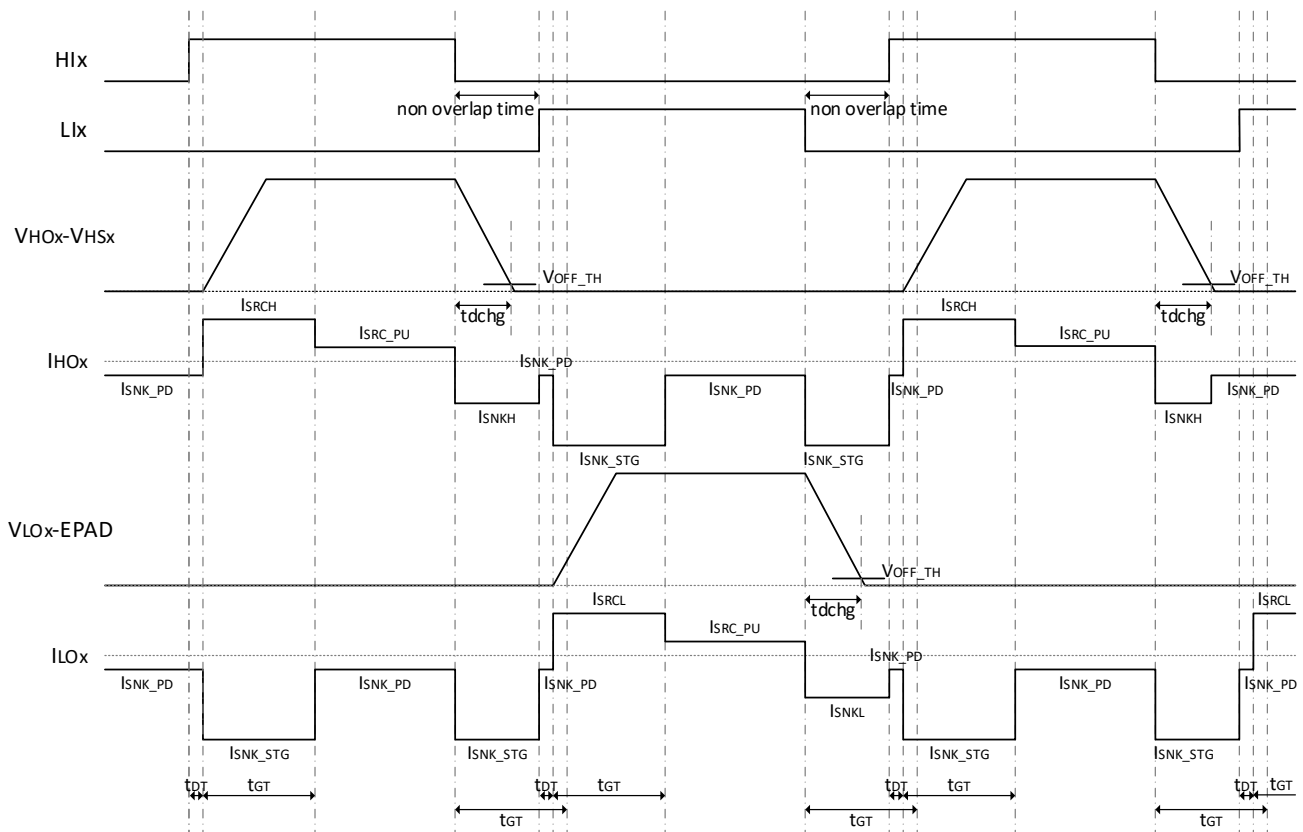 HIx
non overlap time
non overlap time
LIx
VHOx-VHSx
VOFF_TH
VOFF_TH
tdchg
tdchg
ISRCH
ISRCH
ISRC_PU
ISRC_PU
IHOx
ISNK_PD
ISNK_PD
ISNK_PD
ISNK_PD
ISNK_PD
ISNKH
ISNKH
ISNK_STG
ISNK_STG
VLOx-EPAD
VOFF_TH
tdchg
ISRCL
ISRCL
ISRC_PU
ILOx
ISNK_PD
ISNK_PD
ISNK_PD
ISNK_PD
ISNK_PD
ISNK_PD
ISNKL
ISNK_STG
ISNK_STG
ISNK_STG
ISNK_STG
tDT
tGT
tDT
tGT
tDT
tGT
tDT
tGT
tGT
tGT
tGT